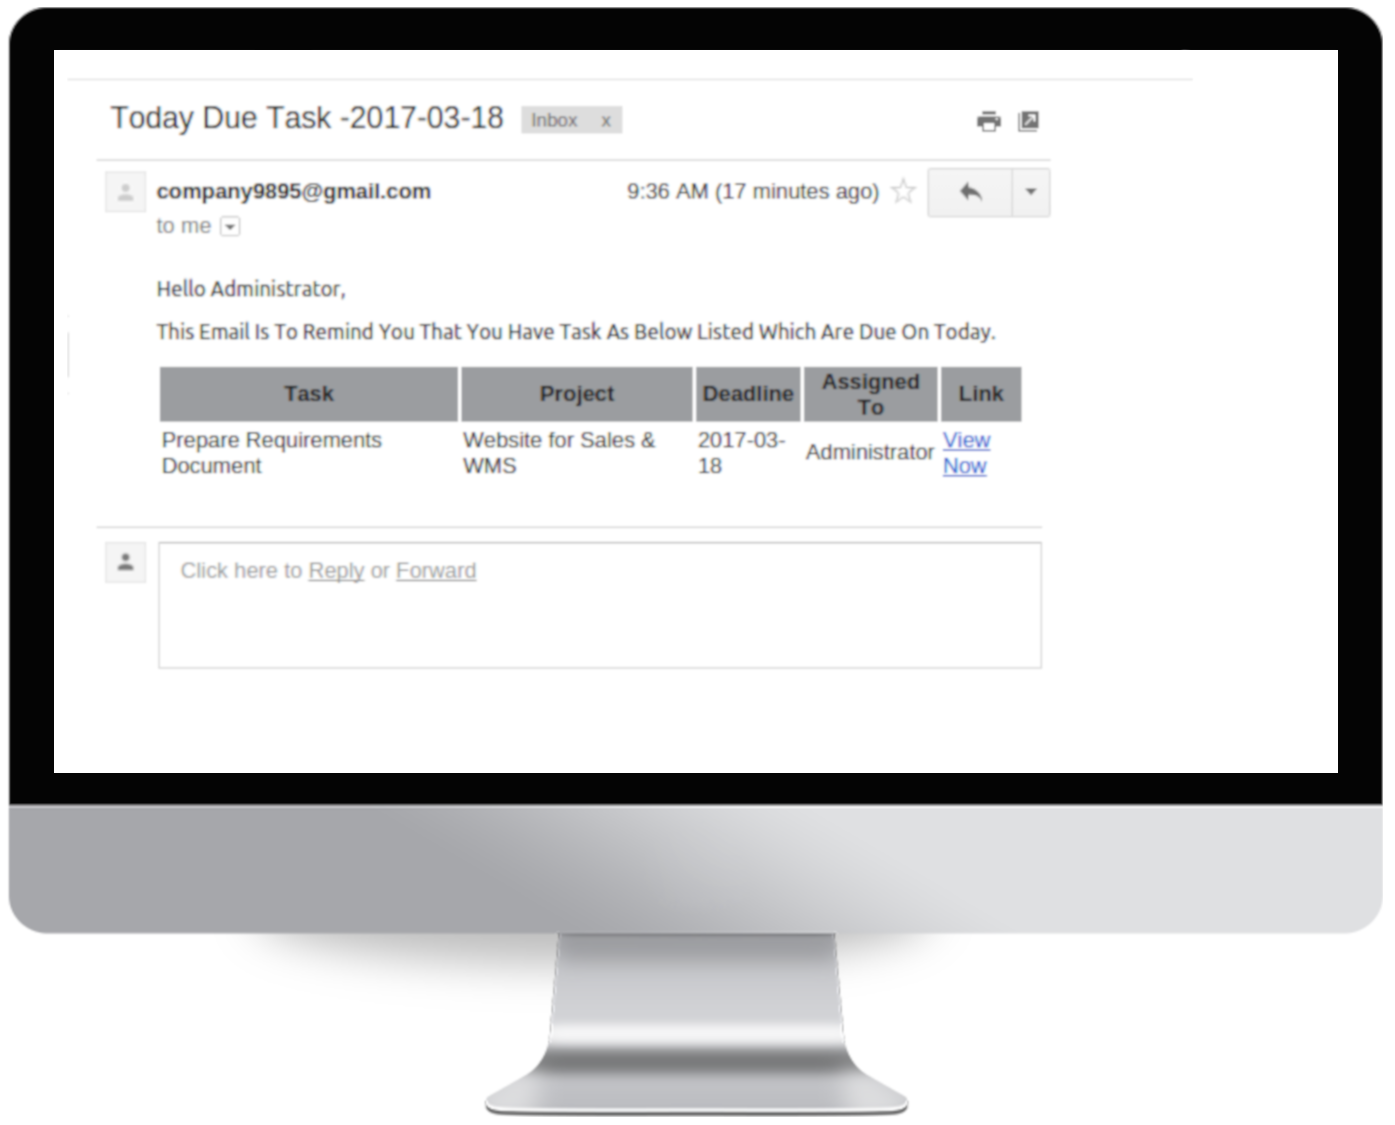 Today Due Task -2017-03-18 Inbox x
company9895@gmail.com 9:36 AM (17 minutes ago)
to me
Hello Administrator,
This Email Is To Remind You That You Have Task As Below Listed Which Are Due On Today.
Task Project Deadline Assigned To Link
Prepare Requirements Document Website for Sales & WMS 2017-03-18 Administrator View Now
Click here to Reply or Forward